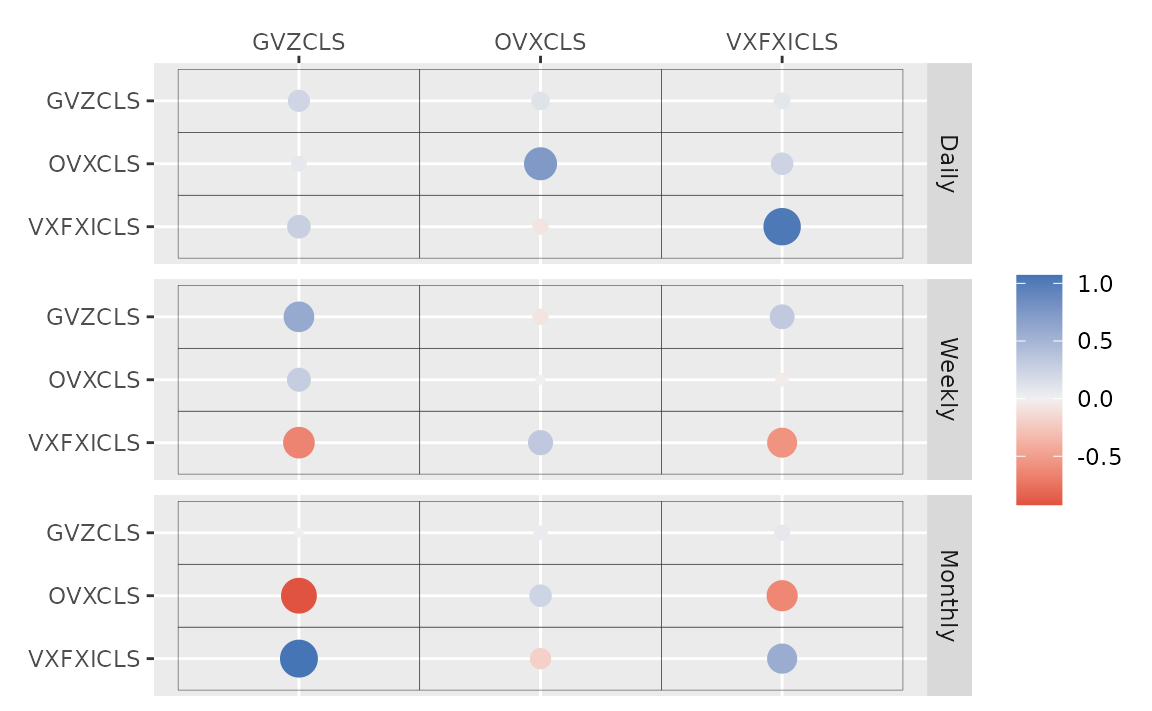 GVZCLS OVXCLS VXFXICLS
GVZCLS
OVXCLS
VXFXICLS
Daily
GVZCLS
OVXCLS
VXFXICLS
Weekly
GVZCLS
OVXCLS
VXFXICLS
Monthly
1.0
0.5
0.0
-0.5